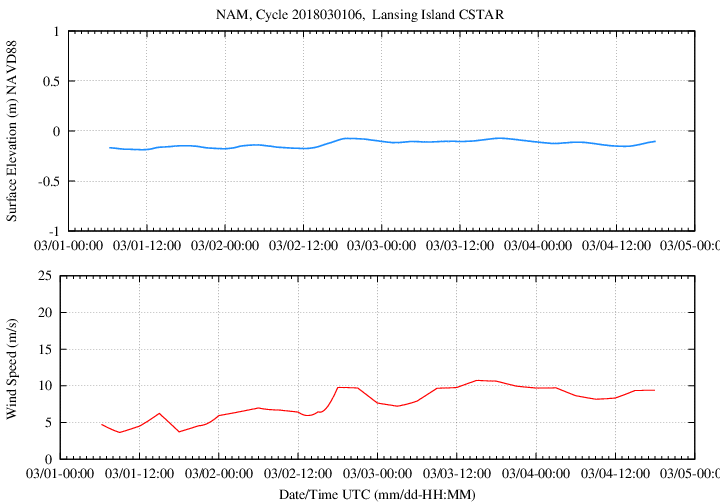 NAM, Cycle 2018030106,  Lansing Island CSTAR
Surface Elevation (m) NAVD88
1
0.5
0
-0.5
-1
03/01-00:00 03/01-12:00 03/02-00:00 03/02-12:00 03/03-00:00 03/03-12:00 03/04-00:00 03/04-12:00 03/05-00:0
Wind Speed (m/s)
25
20
15
10
5
0
03/01-00:00 03/01-12:00 03/02-00:00 03/02-12:00 03/03-00:00 03/03-12:00 03/04-00:00 03/04-12:00 03/05-00:0
Date/Time UTC (mm/dd-HH:MM)